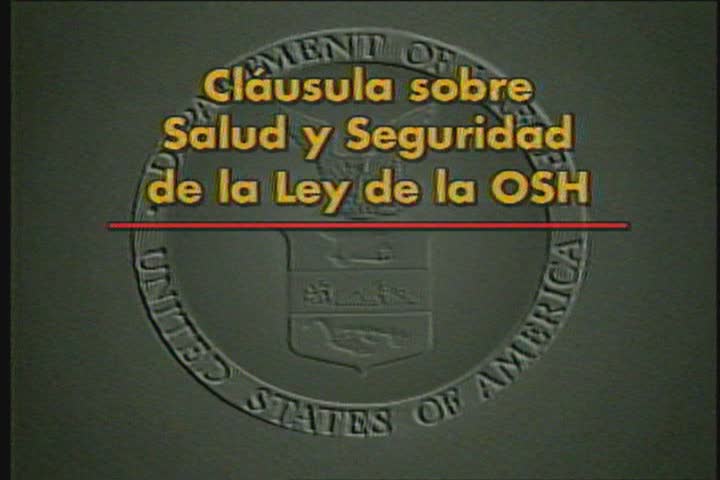 Cláusula sobre
Salud y Seguridad
de la Ley de la OSH
DEPARTMENT OF
UNITED STATES OF AMERICA